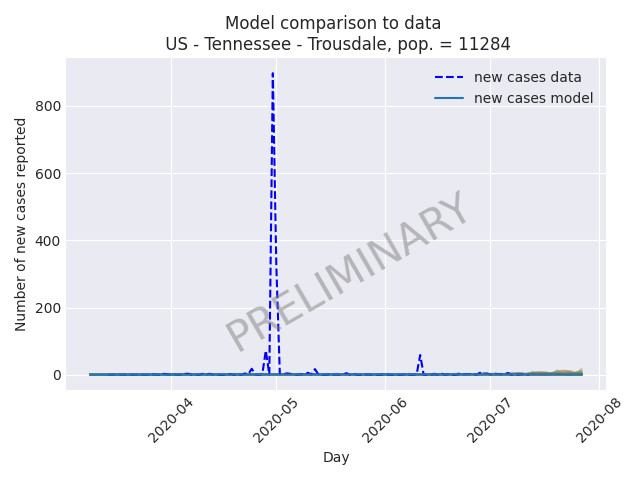 Model comparison to data
US - Tennessee - Trousdale, pop. = 11284
new cases data
new cases model
Number of new cases reported
800
600
400
200
0
PRELIMINARY
2020-04
2020-05
2020-06
2020-07
2020-08
Day